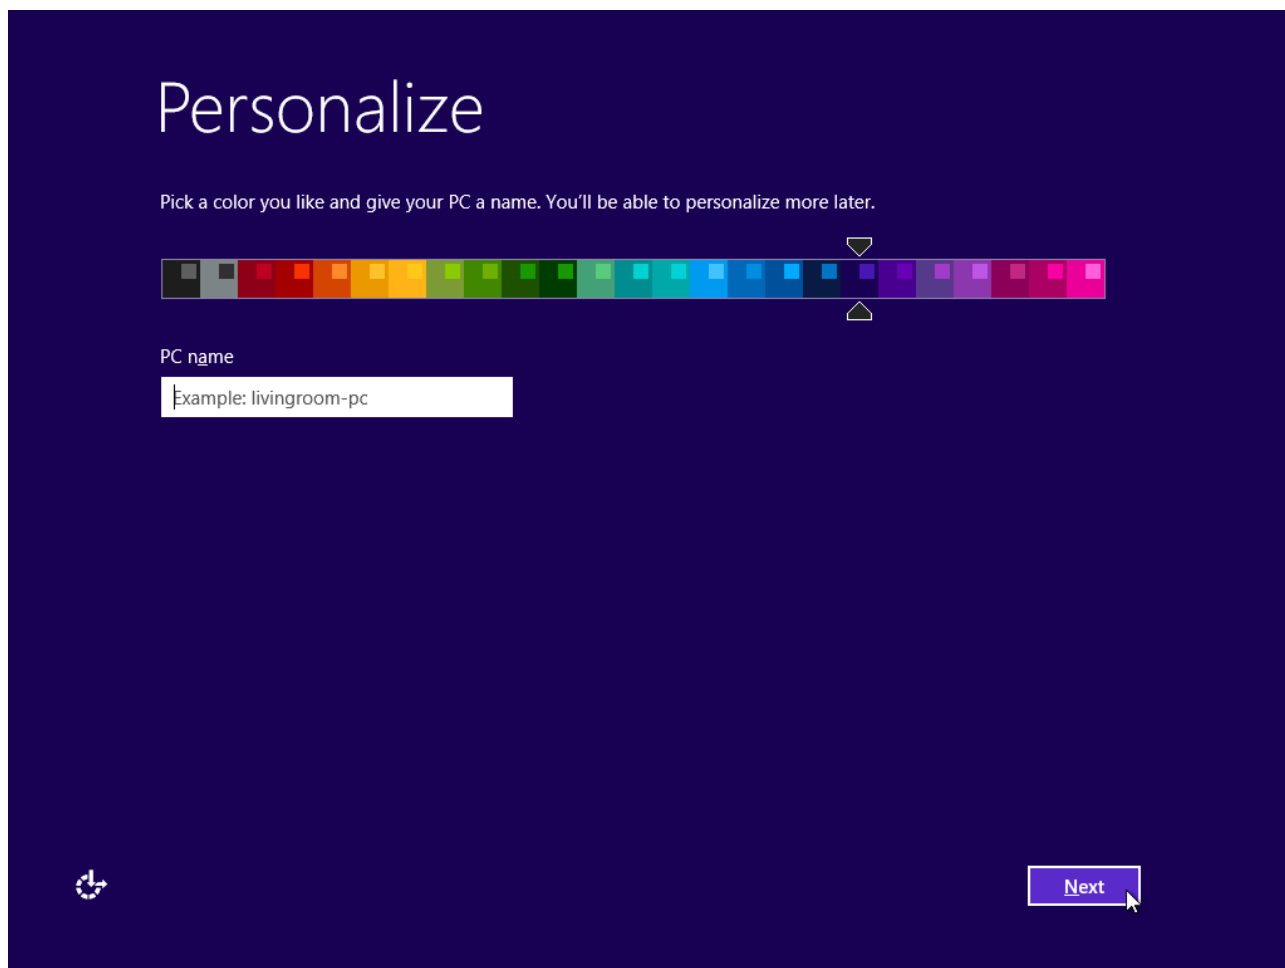 Personalize
Pick a color you like and give your PC a name. You’ll be able to personalize more later.
PC name
Example: livingroom-pc
Next